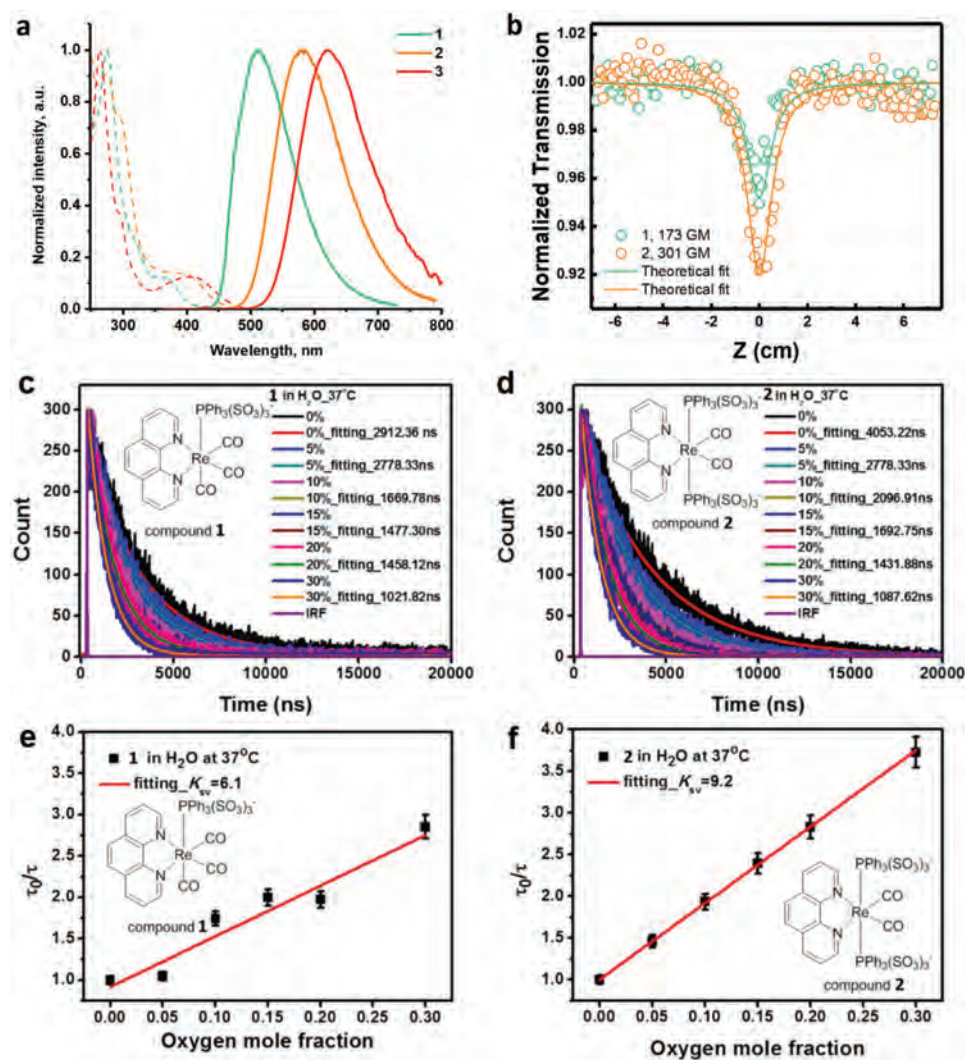 a
1
2
3
Normalized intensity, a.u.
1.0
0.8
0.6
0.4
0.2
0.0
300 400 500 600 700 800
Wavelength, nm
b
Normalized Transmission
1.02
1.00
0.98
0.96
0.94
0.92
1, 173 GM
2, 301 GM
Theoretical fit
Theoretical fit
-6 -4 -2 0 2 4 6
Z (cm)
c
1 in H2O_37°C
PPh3(SO3)3-
N
N
Re
CO
CO
CO
compound 1
0%
0%_fitting_2912.36 ns
5%
5%_fitting_2778.33ns
10%
10%_fitting_1669.78ns
15%
15%_fitting_1477.30ns
20%
20%_fitting_1458.12ns
30%
30%_fitting_1021.82ns
IRF
Count
300
250
200
150
100
50
0
0 5000 10000 15000 20000
Time (ns)
d
2 in H2O_37°C
PPh3(SO3)3-
N
N
Re
CO
CO
PPh3(SO3)3-
compound 2
0%
0%_fitting_4053.22ns
5%
5%_fitting_2778.33ns
10%
10%_fitting_2096.91ns
15%
15%_fitting_1692.75ns
20%
20%_fitting_1431.88ns
30%
30%_fitting_1087.62ns
IRF
Count
300
250
200
150
100
50
0
0 5000 10000 15000 20000
Time (ns)
e
1 in H2O at 37°C
fitting_Ksv=6.1
PPh3(SO3)3-
N
N
Re
CO
CO
CO
compound 1
τ0/τ
4.0
3.5
3.0
2.5
2.0
1.5
1.0
0.00 0.05 0.10 0.15 0.20 0.25 0.30
Oxygen mole fraction
f
2 in H2O at 37°C
fitting_Ksv=9.2
PPh3(SO3)3-
N
N
Re
CO
CO
PPh3(SO3)3-
compound 2
τ0/τ
4.0
3.5
3.0
2.5
2.0
1.5
1.0
0.00 0.05 0.10 0.15 0.20 0.25 0.30
Oxygen mole fraction